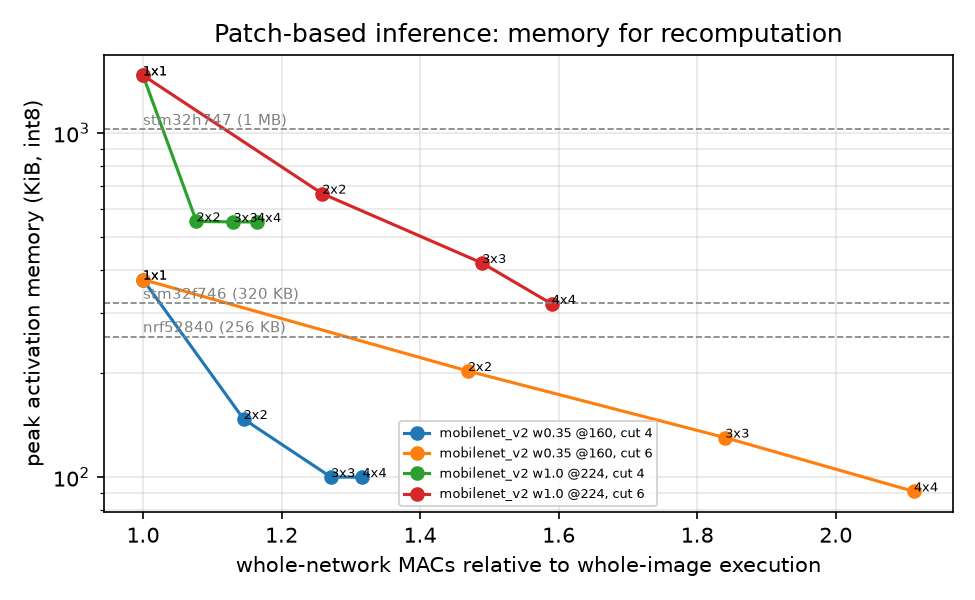 Patch-based inference: memory for recomputation
peak activation memory (KiB, int8)
10³
10²
1x1
stm32h747 (1 MB)
2x2
2x2
3x3
4x4
3x3
4x4
1x1
stm32f746 (320 KB)
nrf52840 (256 KB)
2x2
2x2
3x3
3x3
4x4
4x4
mobilenet_v2 w0.35 @160, cut 4
mobilenet_v2 w0.35 @160, cut 6
mobilenet_v2 w1.0 @224, cut 4
mobilenet_v2 w1.0 @224, cut 6
1.0 1.2 1.4 1.6 1.8 2.0
whole-network MACs relative to whole-image execution